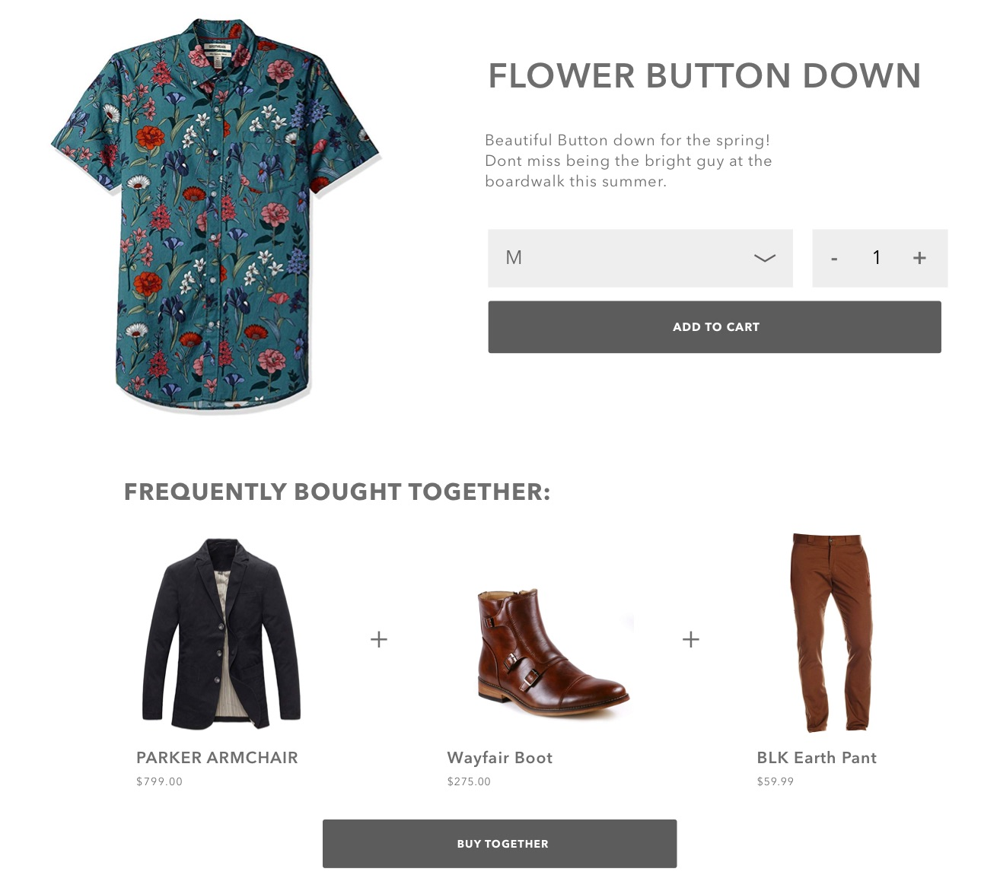 FLOWER BUTTON DOWN
Beautiful Button down for the spring!
Dont miss being the bright guy at the
boardwalk this summer.
M
- 1 +
ADD TO CART
FREQUENTLY BOUGHT TOGETHER:
+ +
PARKER ARMCHAIR Wayfair Boot BLK Earth Pant
$799.00 $275.00 $59.99
BUY TOGETHER